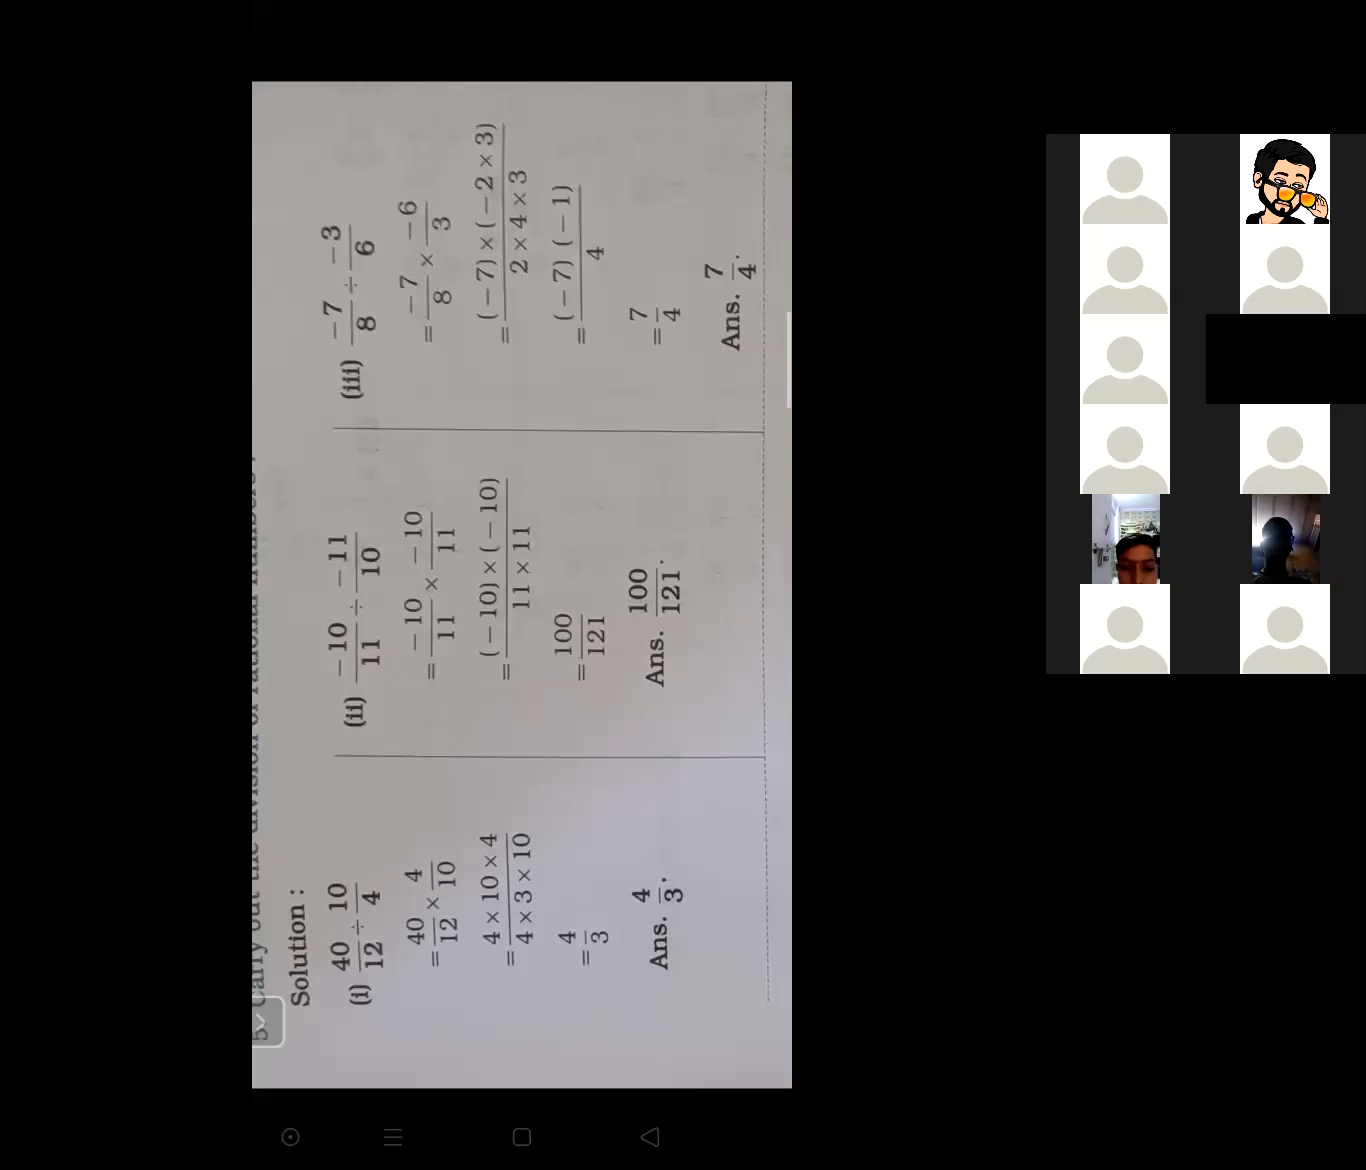 5. Carry out the division of rational numbers :
Solution :
(i) 40/12 ÷ 10/4
= 40/12 × 4/10
= 4 × 10 × 4 / 4 × 3 × 10
= 4/3
Ans. 4/3.
(ii) −10/11 ÷ −11/10
= −10/11 × −10/11
= (−10) × (−10) / 11 × 11
= 100/121
Ans. 100/121.
(iii) −7/8 ÷ −3/6
= −7/8 × −6/3
= (−7) × (−2 × 3) / 2 × 4 × 3
= (−7) (−1) / 4
= 7/4
Ans. 7/4.